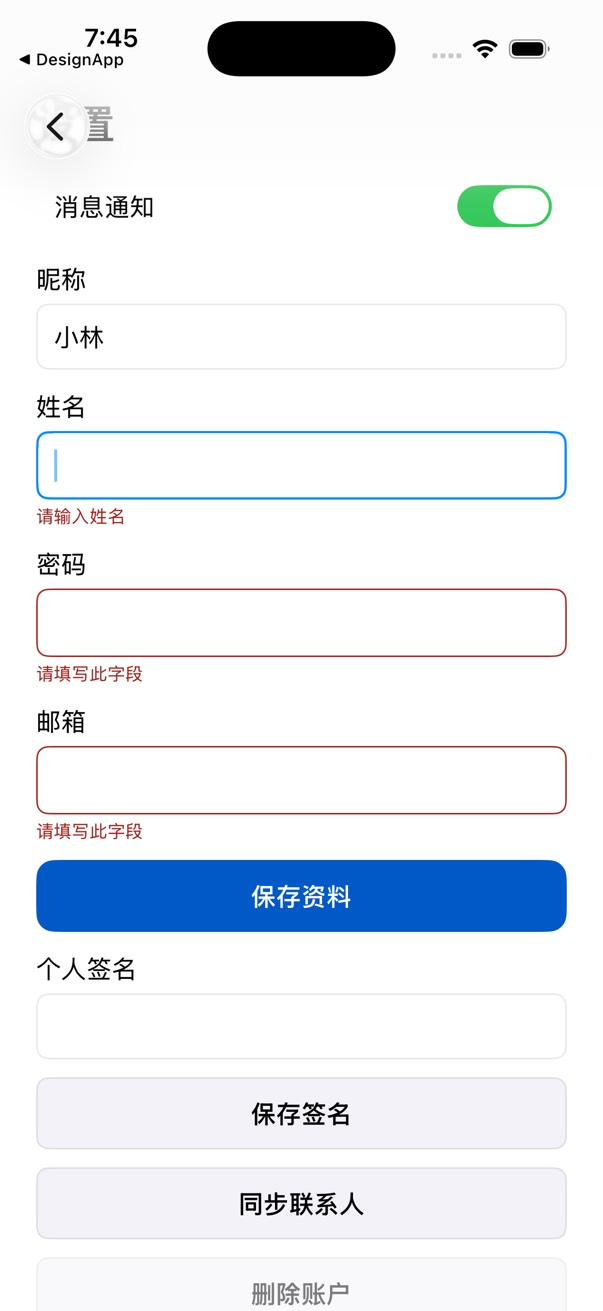 7:45
◀ DesignApp
置
消息通知
昵称
小林
姓名
请输入姓名
密码
请填写此字段
邮箱
请填写此字段
保存资料
个人签名
保存签名
同步联系人
删除账户